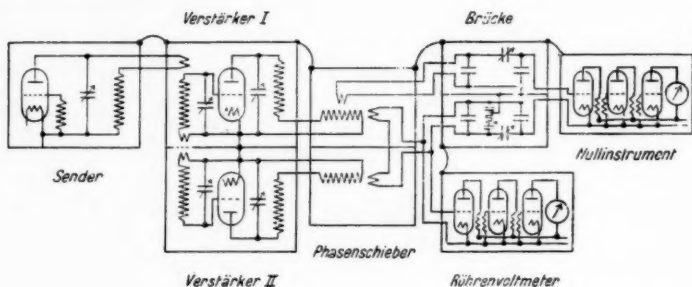 Verstärker I
Brücke
Sender
Nullinstrument
Phasenschieber
Verstärker II
Röhrenvoltmeter